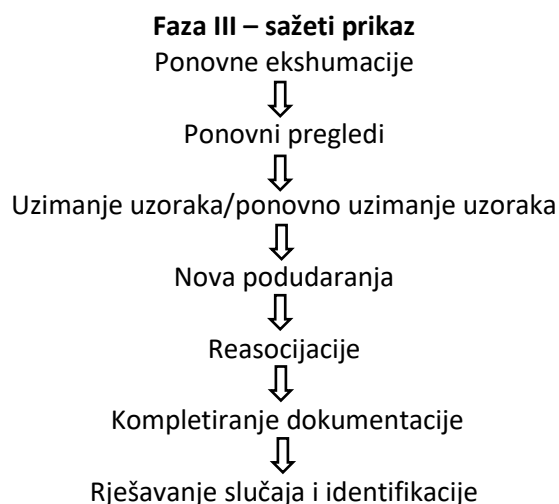 Faza III – sažeti prikaz
Ponovne ekshumacije
Ponovni pregledi
Uzimanje uzoraka/ponovno uzimanje uzoraka
Nova podudaranja
Reasocijacije
Kompletiranje dokumentacije
Rješavanje slučaja i identifikacije